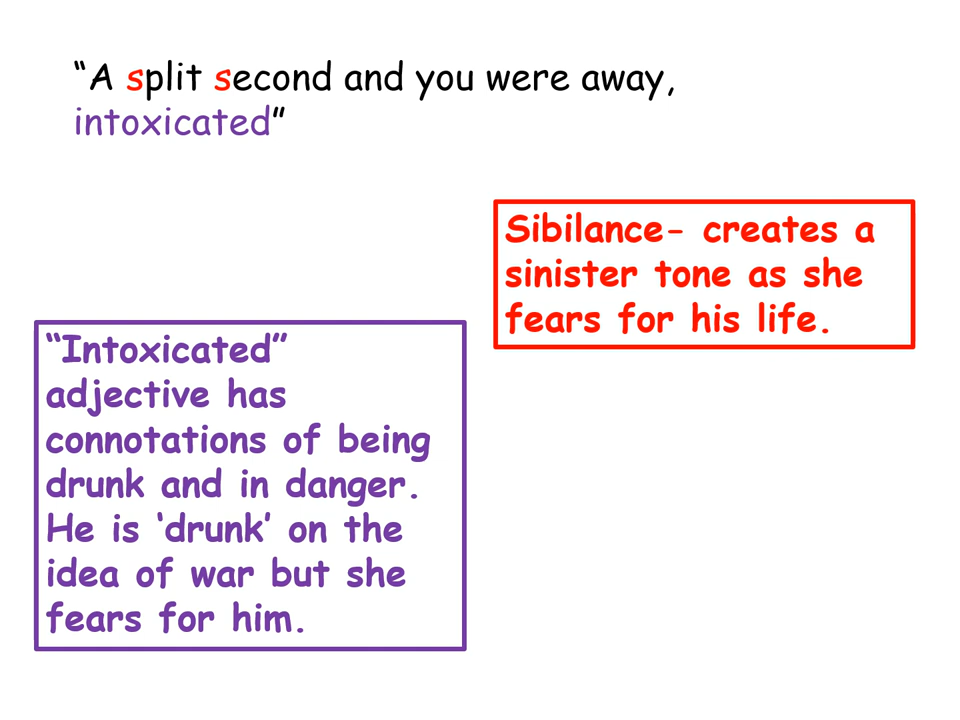 “A split second and you were away,
intoxicated”
Sibilance- creates a
sinister tone as she
fears for his life.
“Intoxicated”
adjective has
connotations of being
drunk and in danger.
He is ‘drunk’ on the
idea of war but she
fears for him.